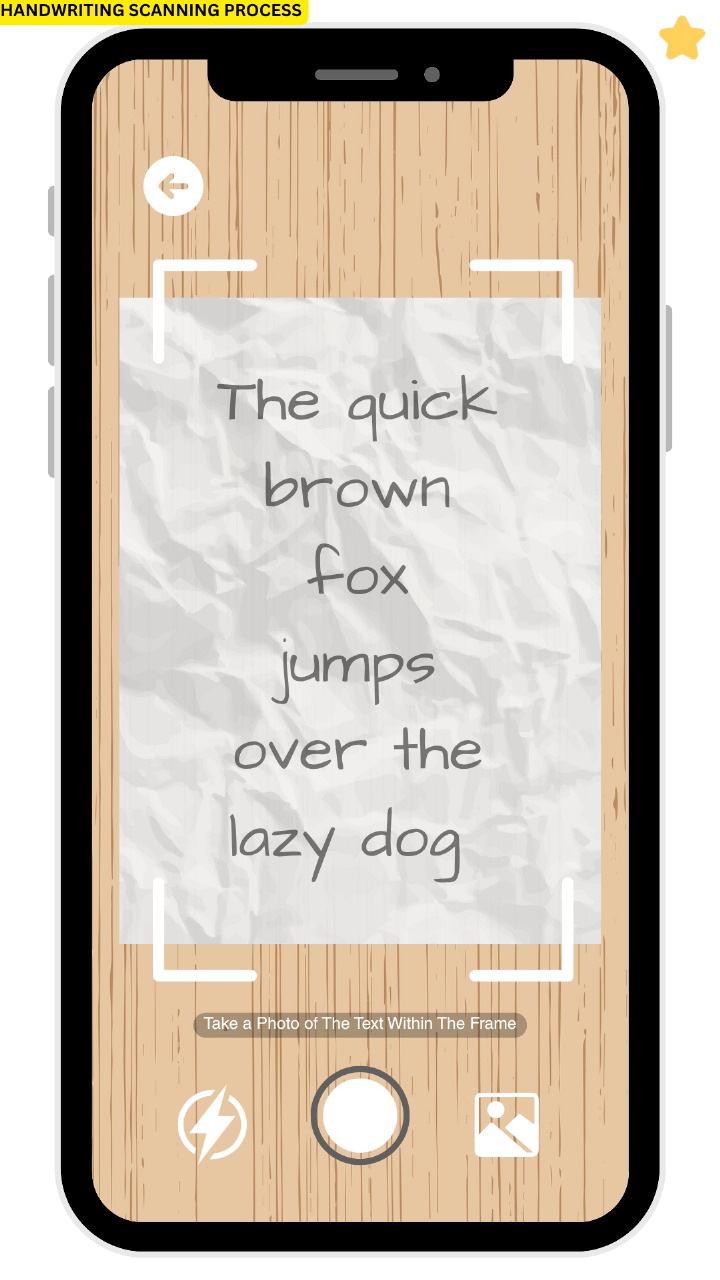 HANDWRITING SCANNING PROCESS
The quick
brown
fox
jumps
over the
lazy dog
Take a Photo of The Text Within The Frame